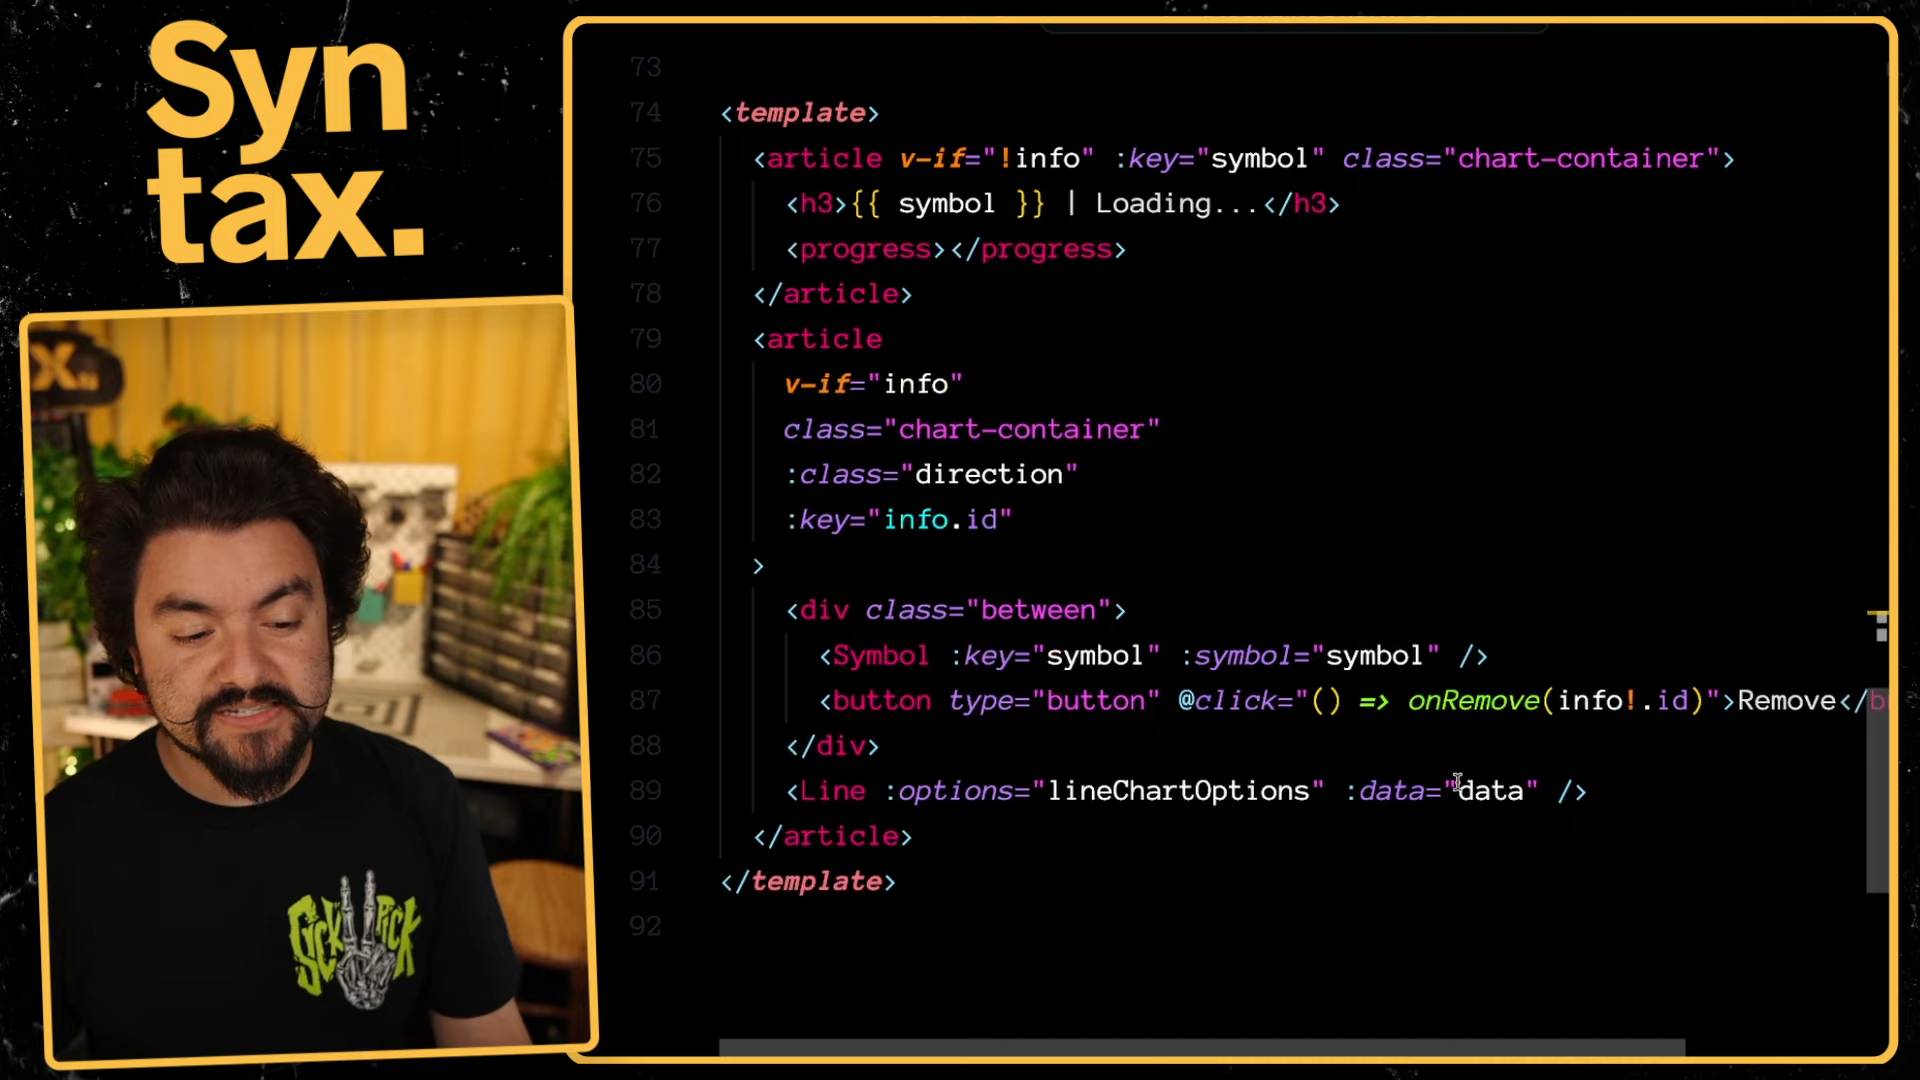 Syn
tax.
X.
SICK PICK
73
74 <template>
75 <article v-if="!info" :key="symbol" class="chart-container">
76 <h3>{{ symbol }} | Loading...</h3>
77 <progress></progress>
78 </article>
79 <article
80 v-if="info"
81 class="chart-container"
82 :class="direction"
83 :key="info.id"
84 >
85 <div class="between">
86 <Symbol :key="symbol" :symbol="symbol" />
87 <button type="button" @click="() => onRemove(info!.id)">Remove</b
88 </div>
89 <Line :options="lineChartOptions" :data="data" />
90 </article>
91 </template>
92